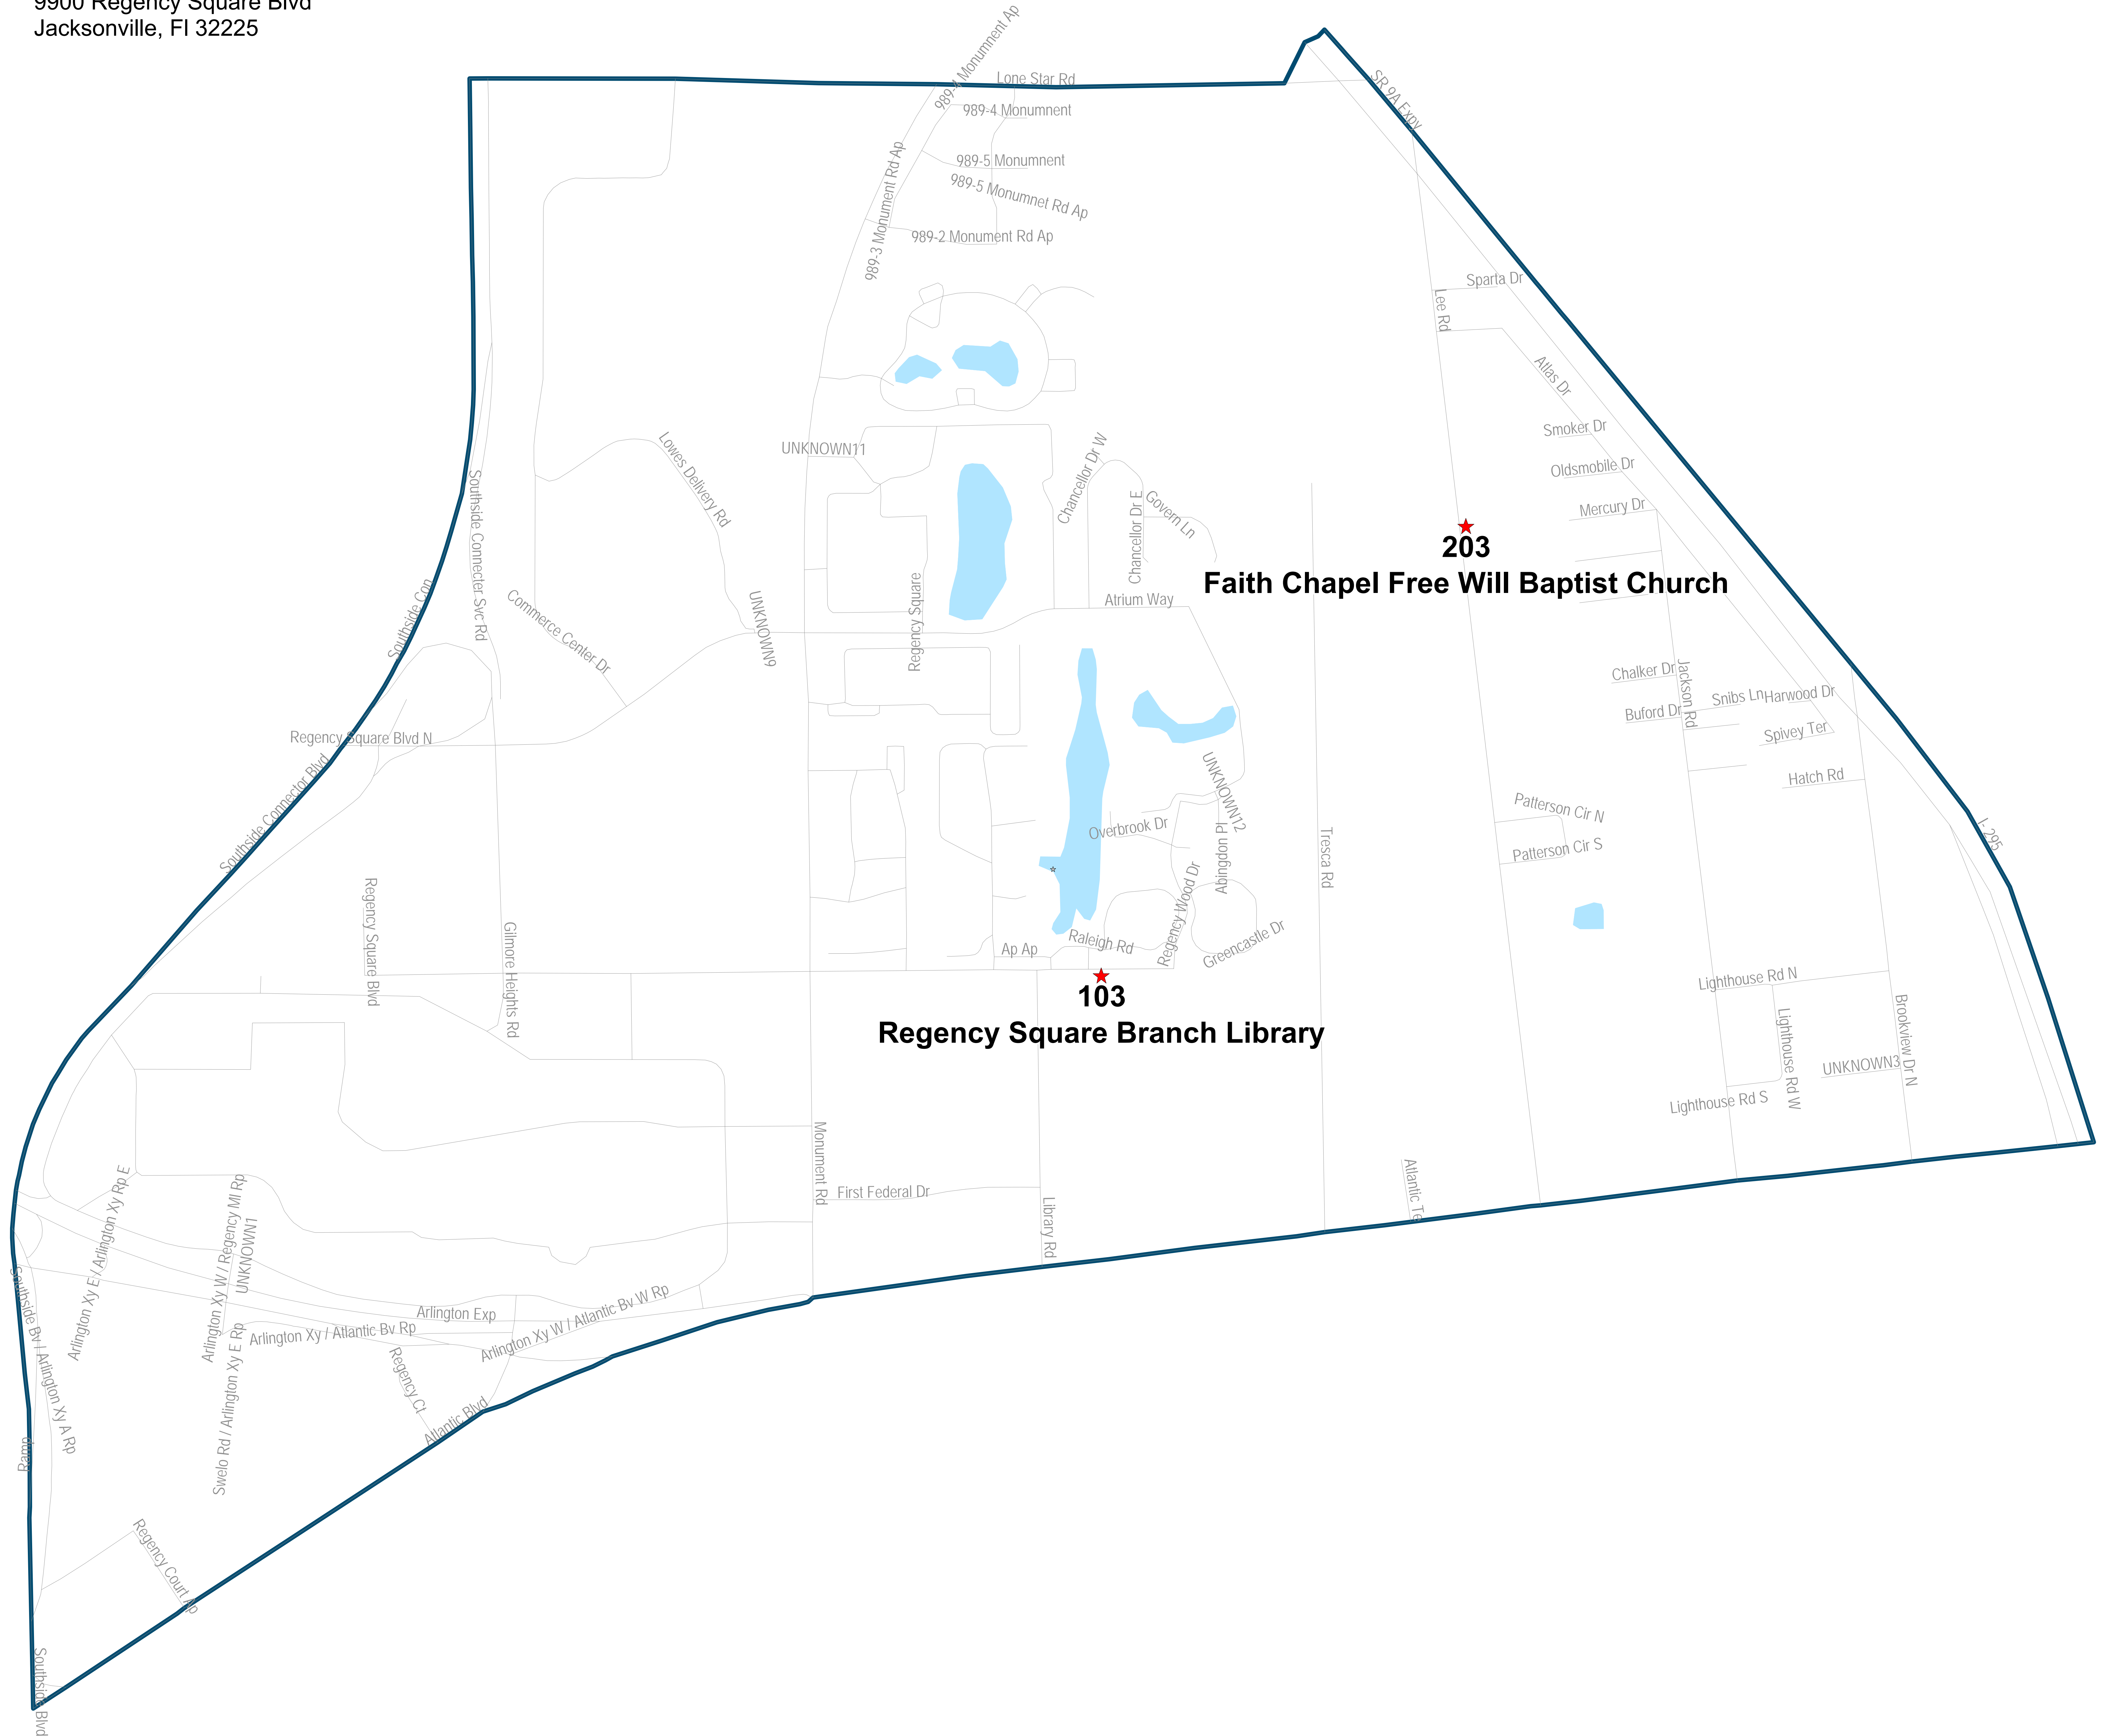 9900 Regency Square Blvd
Jacksonville, Fl 32225
989-4 Monumnent Ap
Lone Star Rd
SR 9A Expy
989-4 Monumnent
989-5 Monumnent
989-3 Monument Rd Ap
989-5 Monumnet Rd Ap
989-2 Monument Rd Ap
Sparta Dr
Lee Rd
Atlas Dr
Smoker Dr
Lowes Delivery Rd
UNKNOWN11
Chancellor Dr W
Oldsmobile Dr
Southside Connecter Svc Rd
Chancellor Dr E
Govern Ln
Mercury Dr
203
Faith Chapel Free Will Baptist Church
Southside Con
Commerce Center Dr
UNKNOWN9
Regency Square
Atrium Way
Chalker Dr
Jackson Rd
Snibs Ln
Harwood Dr
Buford Dr
Spivey Ter
Regency Square Blvd N
Southside Connector Blvd
UNKNOWN12
Hatch Rd
Patterson Cir N
Overbrook Dr
Abingdon Pl
Tresca Rd
Patterson Cir S
I- 295
Regency Square Blvd
Gilmore Heights Rd
Ap Ap
Raleigh Rd
Regency Wood Dr
Greencastle Dr
103
Regency Square Branch Library
Lighthouse Rd N
Lighthouse Rd W
Brookview Dr N
UNKNOWN3
Lighthouse Rd S
Monument Rd
First Federal Dr
Library Rd
Atlantic Te
Arlington Xy E / Arlington Xy Rp E
Arlington Xy W / Regency Ml Rp
UNKNOWN1
Southside Bv / Arlington Xy A Rp
Arlington Exp
Arlington Xy / Atlantic Bv Rp
Arlington Xy W / Atlantic Bv W Rp
Swelo Rd / Arlington Xy E Rp
Regency Ct
Atlantic Blvd
Ramp
Regency Court Ap
Southside Blvd